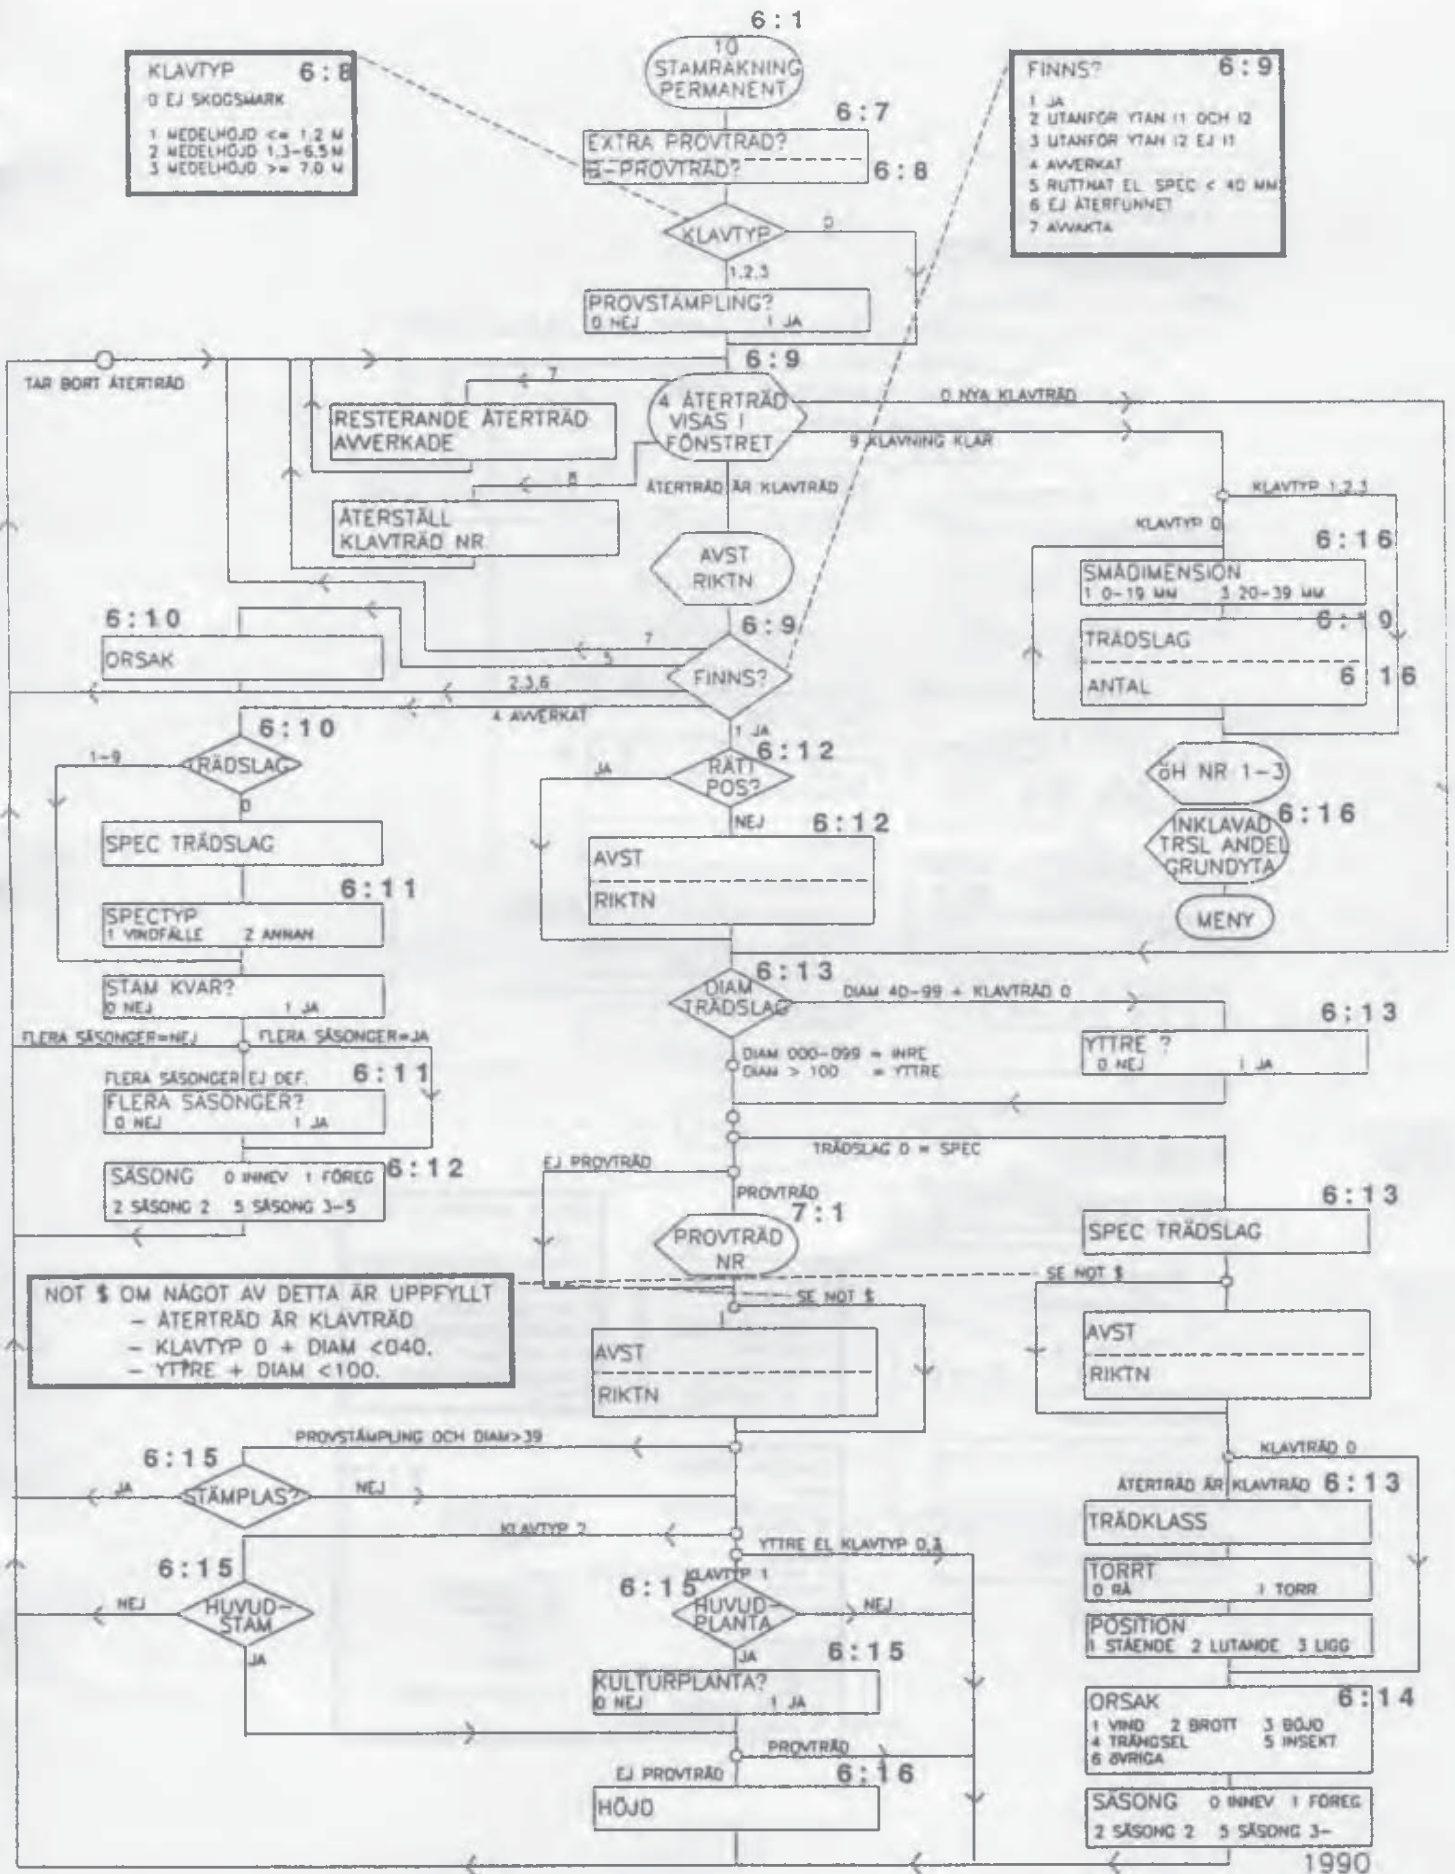 6:1
10
STAMRÄKNING
PERMANENT
KLAVTYP 6:8
0 EJ SKOGSMARK
1 MEDELHÖJD <= 1,2 M
2 MEDELHÖJD 1,3-6,5 M
3 MEDELHÖJD >= 7,0 M
FINNS? 6:9
1 JA
2 UTANFÖR YTAN I1 OCH I2
3 UTANFÖR YTAN I2 EJ I1
4 AVVERKAT
5 RUTTNAT EL SPEC < 40 MM
6 EJ ÅTERFUNNET
7 AVVAKTA
6:7
EXTRA PROVTRÄD?
-PROVTRÄD? 6:8
KLAVTYP
0
1,2,3
PROVSTÄMPLING?
0 NEJ 1 JA
6:9
TAR BORT ÅTERTRÄD
7
4 ÅTERTRÄD
VISAS I
FÖNSTRET
0 NYA KLAVTRÄD
9 KLAVNING KLAR
RESTERANDE ÅTERTRÄD
AVVERKADE
8
ÅTERTRÄD ÄR KLAVTRÄD
ÅTERSTÄLL
KLAVTRÄD NR
AVST
RIKTN
KLAVTYP 1,2,3
KLAVTYP 0
6:16
SMÅDIMENSION
1 0-19 MM 3 20-39 MM
TRÄDSLAG
ANTAL 6 16
6:10
ORSAK
6:9
7
5
FINNS?
2,3,6
4 AVVERKAT
1 JA
6:10
TRÄDSLAG
1-9
0
SPEC TRÄDSLAG
6:11
SPECTYP
1 VINDFÄLLE 2 ANNAN
STAM KVAR?
0 NEJ 1 JA
FLERA SÄSONGER=NEJ
FLERA SÄSONGER=JA
FLERA SÄSONGER EJ DEF. 6:11
FLERA SÄSONGER?
0 NEJ 1 JA
SÄSONG 0 INNEV 1 FÖREG 6:12
2 SÄSONG 2 5 SÄSONG 3-5
6:12
RÄTT
POS?
JA
NEJ 6:12
AVST
RIKTN
ÖH NR 1-3
6:16
INKLAVAD
TRSL ANDEL
GRUNDYTA
MENY
6:13
DIAM
TRÄDSLAG
DIAM 40-99 + KLAVTRÄD 0
6:13
YTTRE ?
0 NEJ 1 JA
DIAM 000-099 = INRE
DIAM > 100 = YTTRE
TRÄDSLAG 0 = SPEC
EJ PROVTRÄD
PROVTRÄD
7:1
PROVTRÄD
NR
6:13
SPEC TRÄDSLAG
SE NOT $
SE NOT $
NOT $ OM NÅGOT AV DETTA ÄR UPPFYLLT
- ÅTERTRÄD ÄR KLAVTRÄD
- KLAVTYP 0 + DIAM <040.
- YTTRE + DIAM <100.
AVST
RIKTN
AVST
RIKTN
PROVSTÄMPLING OCH DIAM>39
6:15
STÄMPLAS?
JA
NEJ
KLAVTRÄD 0
ÅTERTRÄD ÄR KLAVTRÄD 6:13
TRÄDKLASS
TORRT
0 RÅ 1 TORR
POSITION
1 STÅENDE 2 LUTANDE 3 LIGG
KLAVTYP 2
YTTRE EL KLAVTYP 0,3
KLAVTYP 1
6:15
HUVUD-
STAM
NEJ
JA
6:15
HUVUD-
PLANTA
NEJ
JA
6:15
KULTURPLANTA?
0 NEJ 1 JA
PROVTRÄD
EJ PROVTRÄD
6:16
HÖJD
ORSAK 6:14
1 VIND 2 BROTT 3 BÖJD
4 TRÄNGSEL 5 INSEKT
6 ÖVRIGA
SÄSONG 0 INNEV 1 FÖREG
2 SÄSONG 2 5 SÄSONG 3-
1990